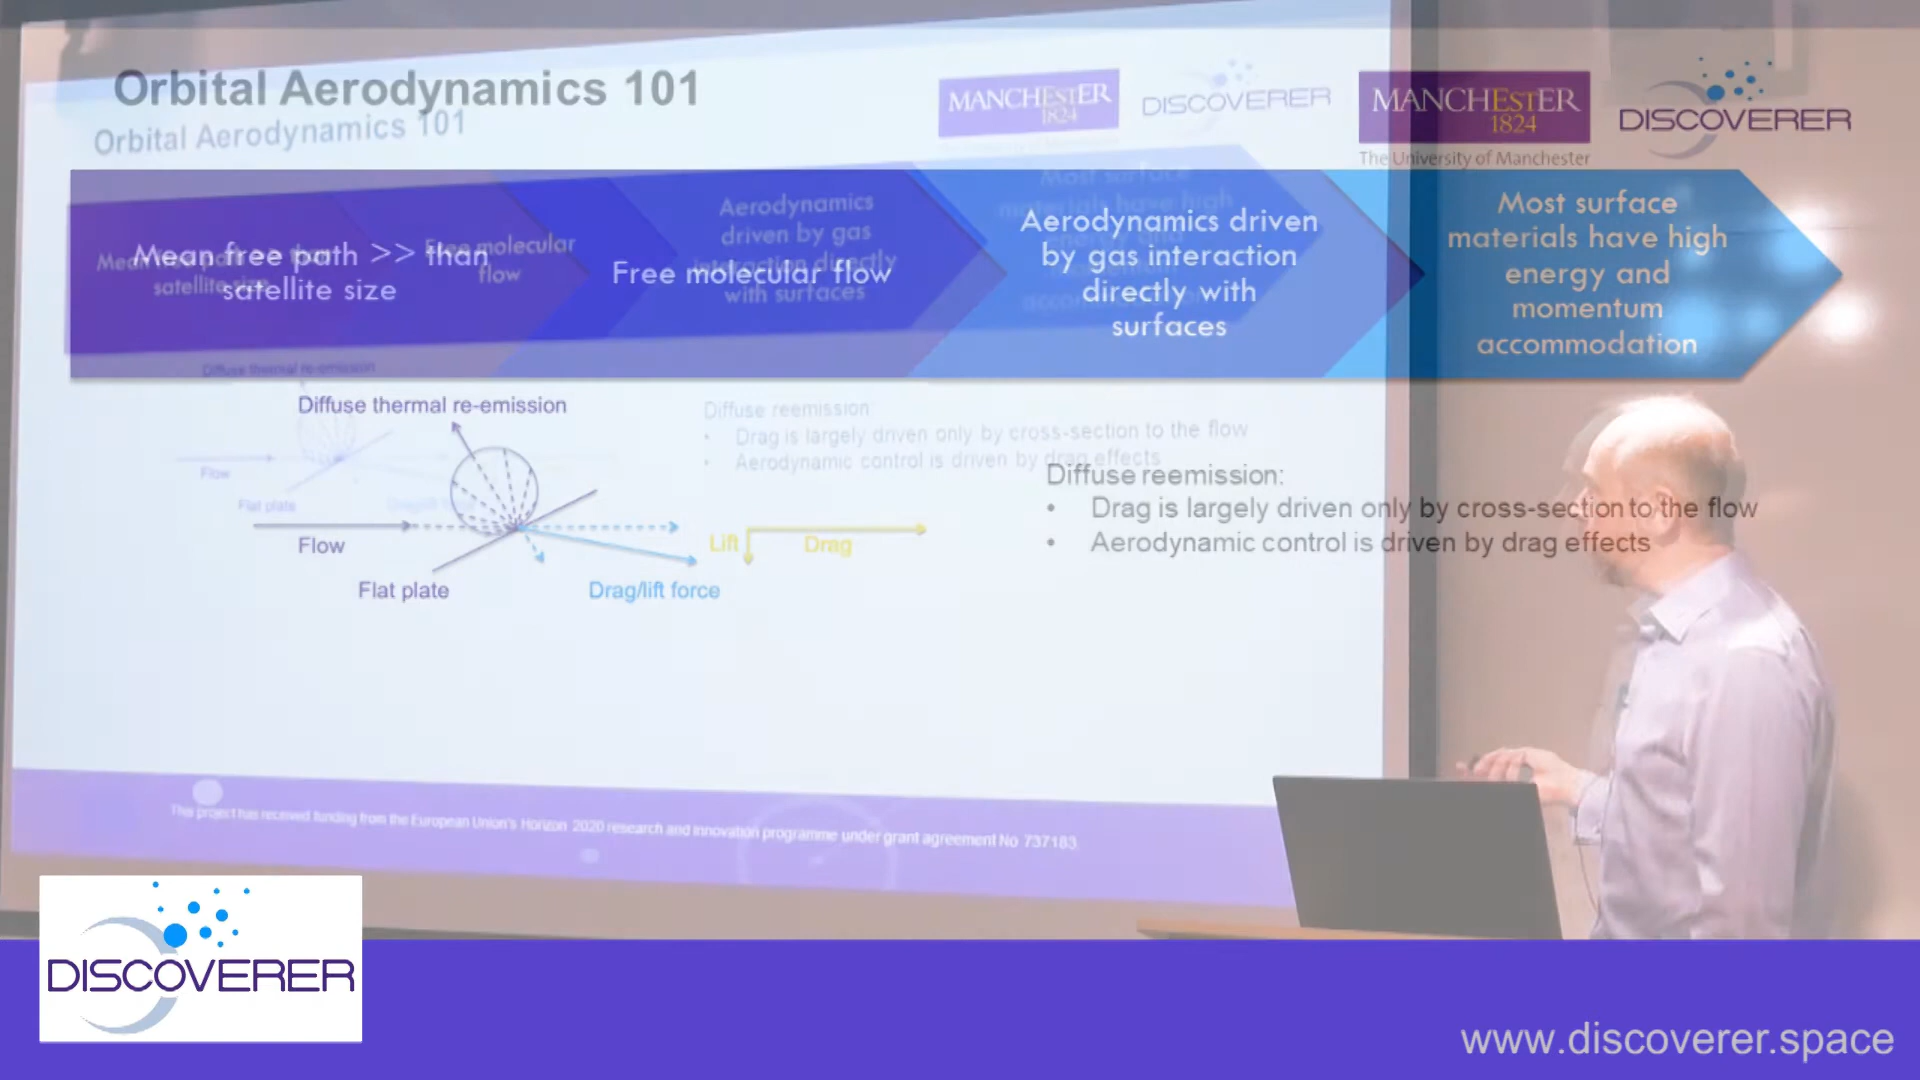 Orbital Aerodynamics 101
Orbital Aerodynamics 101
MANCHESTER
1824
DISCOVERER
MANCHESTER
1824
The University of Manchester
DISCOVERER
Mean free path >> than
satellite size
Free molecular flow
Aerodynamics driven
by gas interaction
directly with
surfaces
Most surface
materials have high
energy and
momentum
accommodation
Mean free path >> than
satellite size
Free molecular
flow
Aerodynamics
driven by gas
interaction directly
with surfaces
Most surface
materials have high
energy and
Diffuse thermal re-emission
Flow
Flat plate
Diffuse reemission:
• Drag is largely driven only by cross-section to the flow
• Aerodynamic control is driven by drag effects
Diffuse thermal re-emission
Flow
Flat plate
Drag/lift force
Lift
Drag
Diffuse reemission:
• Drag is largely driven only by cross-section to the flow
• Aerodynamic control is driven by drag effects
This project has received funding from the European Union's Horizon 2020 research and innovation programme under grant agreement No 737183
DISCOVERER
www.discoverer.space